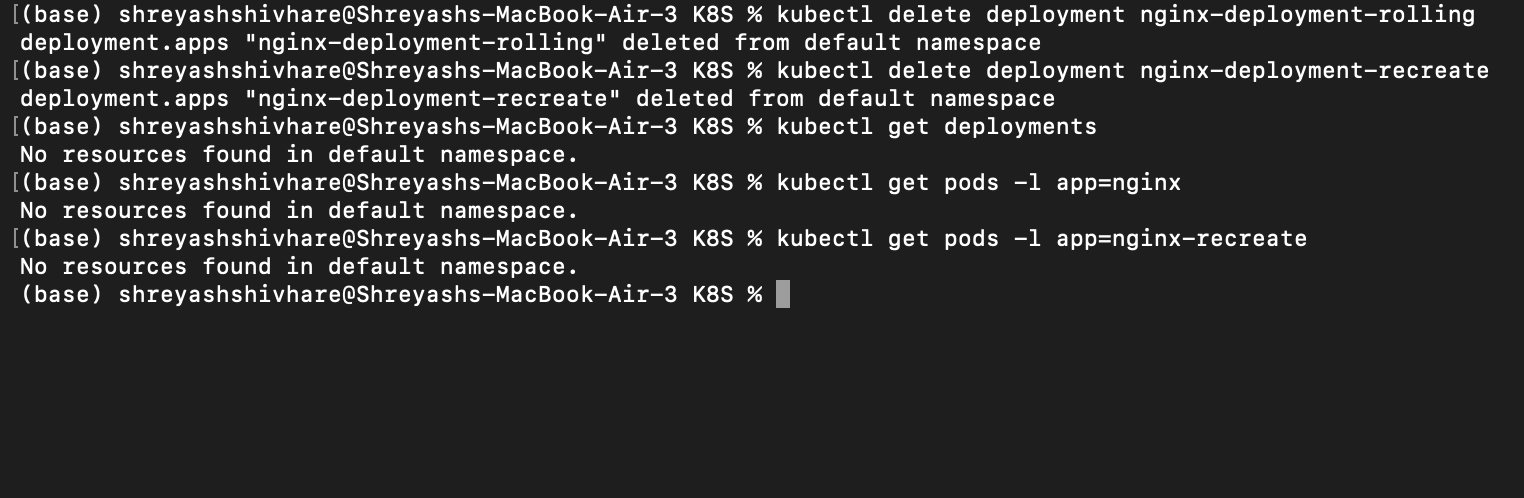 [(base) shreyashshivhare@Shreyashs-MacBook-Air-3 K8S % kubectl delete deployment nginx-deployment-rolling
deployment.apps "nginx-deployment-rolling" deleted from default namespace
[(base) shreyashshivhare@Shreyashs-MacBook-Air-3 K8S % kubectl delete deployment nginx-deployment-recreate
deployment.apps "nginx-deployment-recreate" deleted from default namespace
[(base) shreyashshivhare@Shreyashs-MacBook-Air-3 K8S % kubectl get deployments
No resources found in default namespace.
[(base) shreyashshivhare@Shreyashs-MacBook-Air-3 K8S % kubectl get pods -l app=nginx
No resources found in default namespace.
[(base) shreyashshivhare@Shreyashs-MacBook-Air-3 K8S % kubectl get pods -l app=nginx-recreate
No resources found in default namespace.
(base) shreyashshivhare@Shreyashs-MacBook-Air-3 K8S %